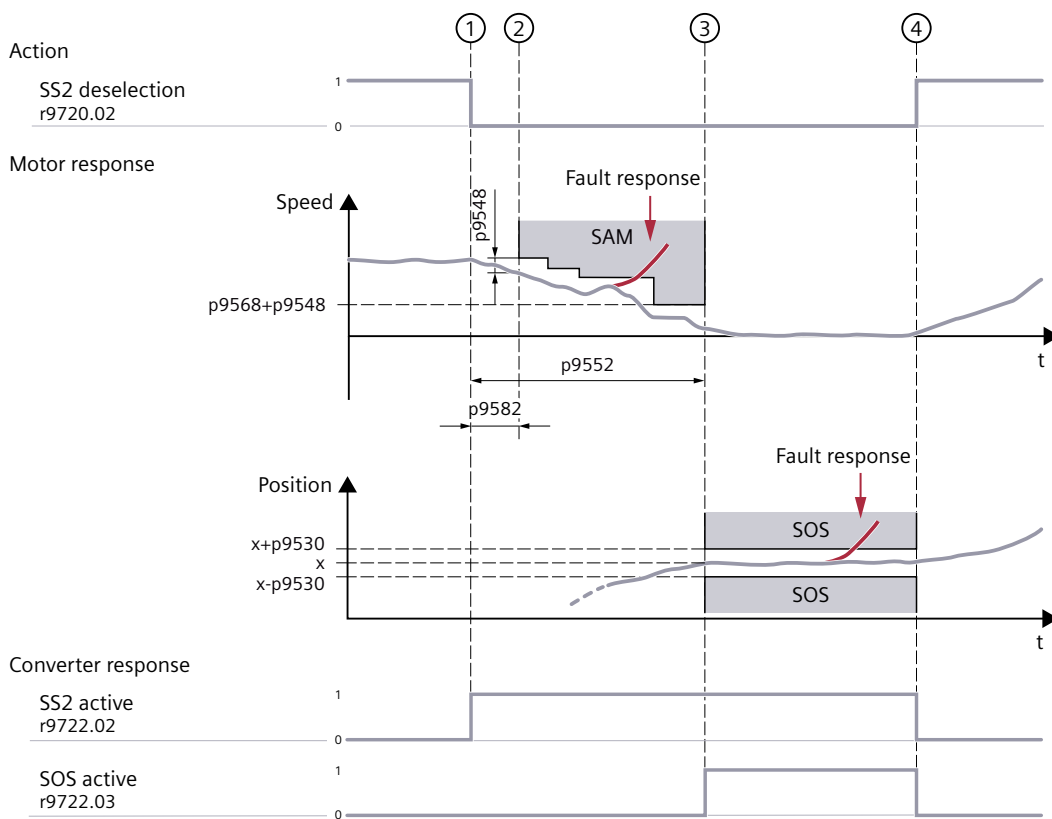 1 2 3 4
Action
SS2 deselection
r9720.02
1
0
Motor response
Speed
p9548
Fault response
SAM
p9568+p9548
t
p9552
p9582
Position
Fault response
x+p9530
x
x-p9530
SOS
SOS
t
Converter response
SS2 active
r9722.02
1
0
SOS active
r9722.03
1
0